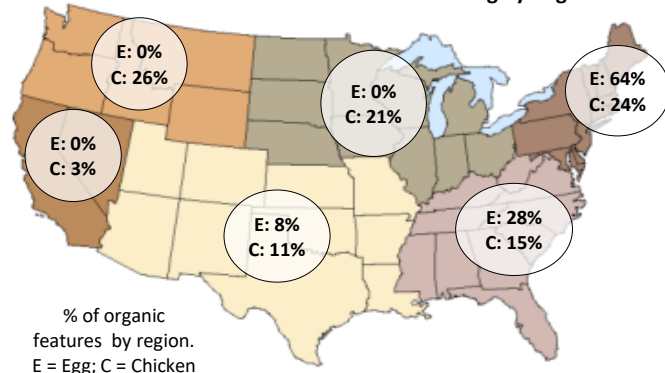 E: 0%
C: 26%
E: 0%
C: 21%
E: 64%
C: 24%
E: 0%
C: 3%
E: 8%
C: 11%
E: 28%
C: 15%
% of organic
features by region.
E = Egg; C = Chicken